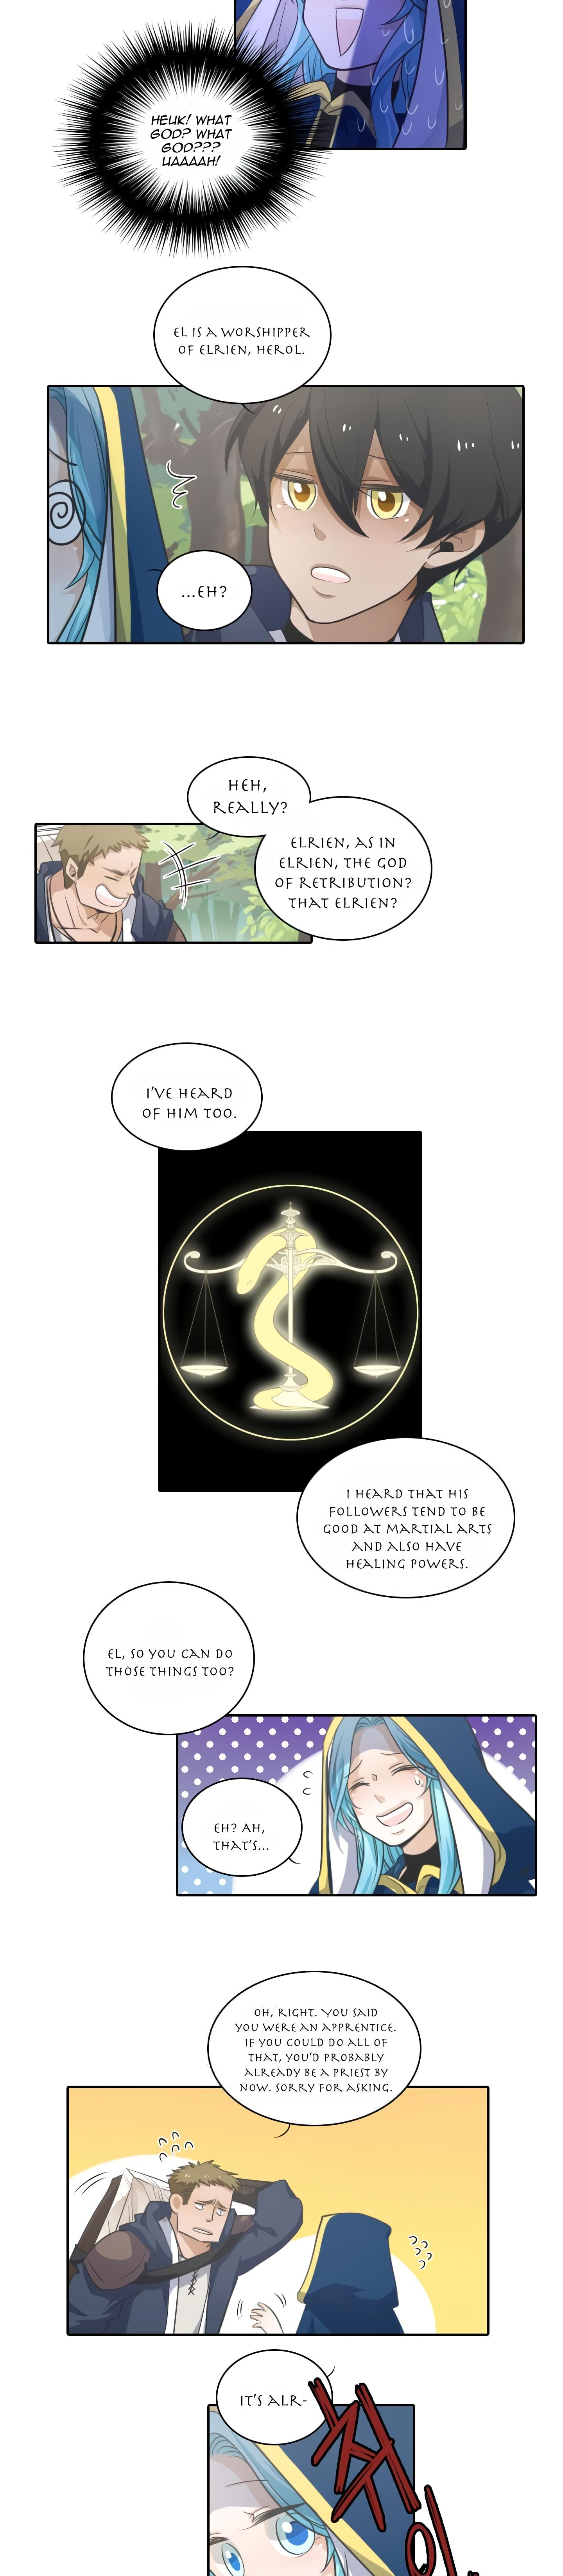 HEUK! WHAT
GOD? WHAT
GOD???
UAAAAH!
EL IS A WORSHIPPER
OF ELRIEN, HEROL.
...EH?
HEH,
REALLY?
ELRIEN, AS IN
ELRIEN, THE GOD
OF RETRIBUTION?
THAT ELRIEN?
I'VE HEARD
OF HIM TOO.
I HEARD THAT HIS
FOLLOWERS TEND TO BE
GOOD AT MARTIAL ARTS
AND ALSO HAVE
HEALING POWERS.
EL, SO YOU CAN DO
THOSE THINGS TOO?
EH? AH,
THAT'S...
OH, RIGHT. YOU SAID
YOU WERE AN APPRENTICE.
IF YOU COULD DO ALL OF
THAT, YOU'D PROBABLY
ALREADY BE A PRIEST BY
NOW. SORRY FOR ASKING.
IT'S ALR-